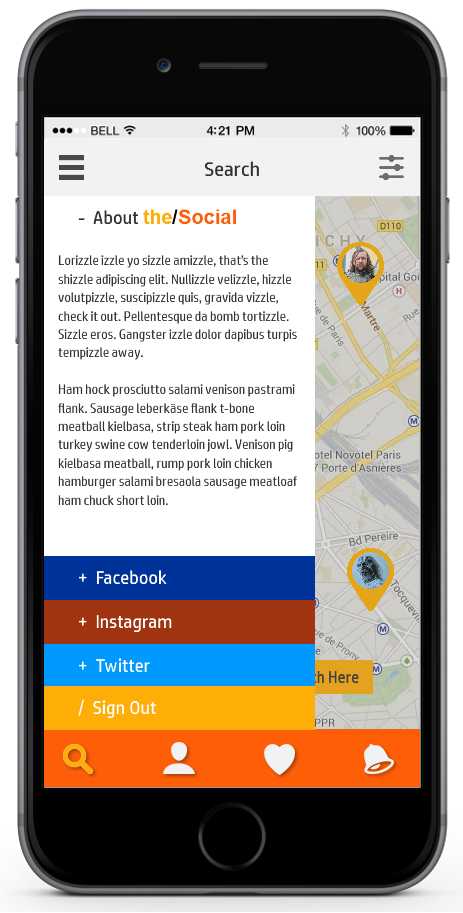 BELL 4:21 PM 100%
Search
- About the/Social
D110
ICHY
Lorizzle izzle yo sizzle amizzle, that's the
shizzle adipiscing elit. Nullizzle velizzle, hizzle
volutpizzle, suscipizzle quis, gravida vizzle,
check it out. Pellentesque da bomb tortizzle.
Sizzle eros. Gangster izzle dolor dapibus turpis
tempizzle away.
pital Goi
H
Martre
Ham hock prosciutto salami venison pastrami
flank. Sausage leberkäse flank t-bone
meatball kielbasa, strip steak ham pork loin
turkey swine cow tenderloin jowl. Venison pig
kielbasa meatball, rump pork loin chicken
hamburger salami bresaola sausage meatloaf
ham chuck short loin.
M
otel Novotel Paris
7 Porte d'Asnières
Bd Pereire
Tocquevi
+ Facebook
+ Instagram
+ Twitter
/ Sign Out
M
ue de Prony
M
h Here
PPR